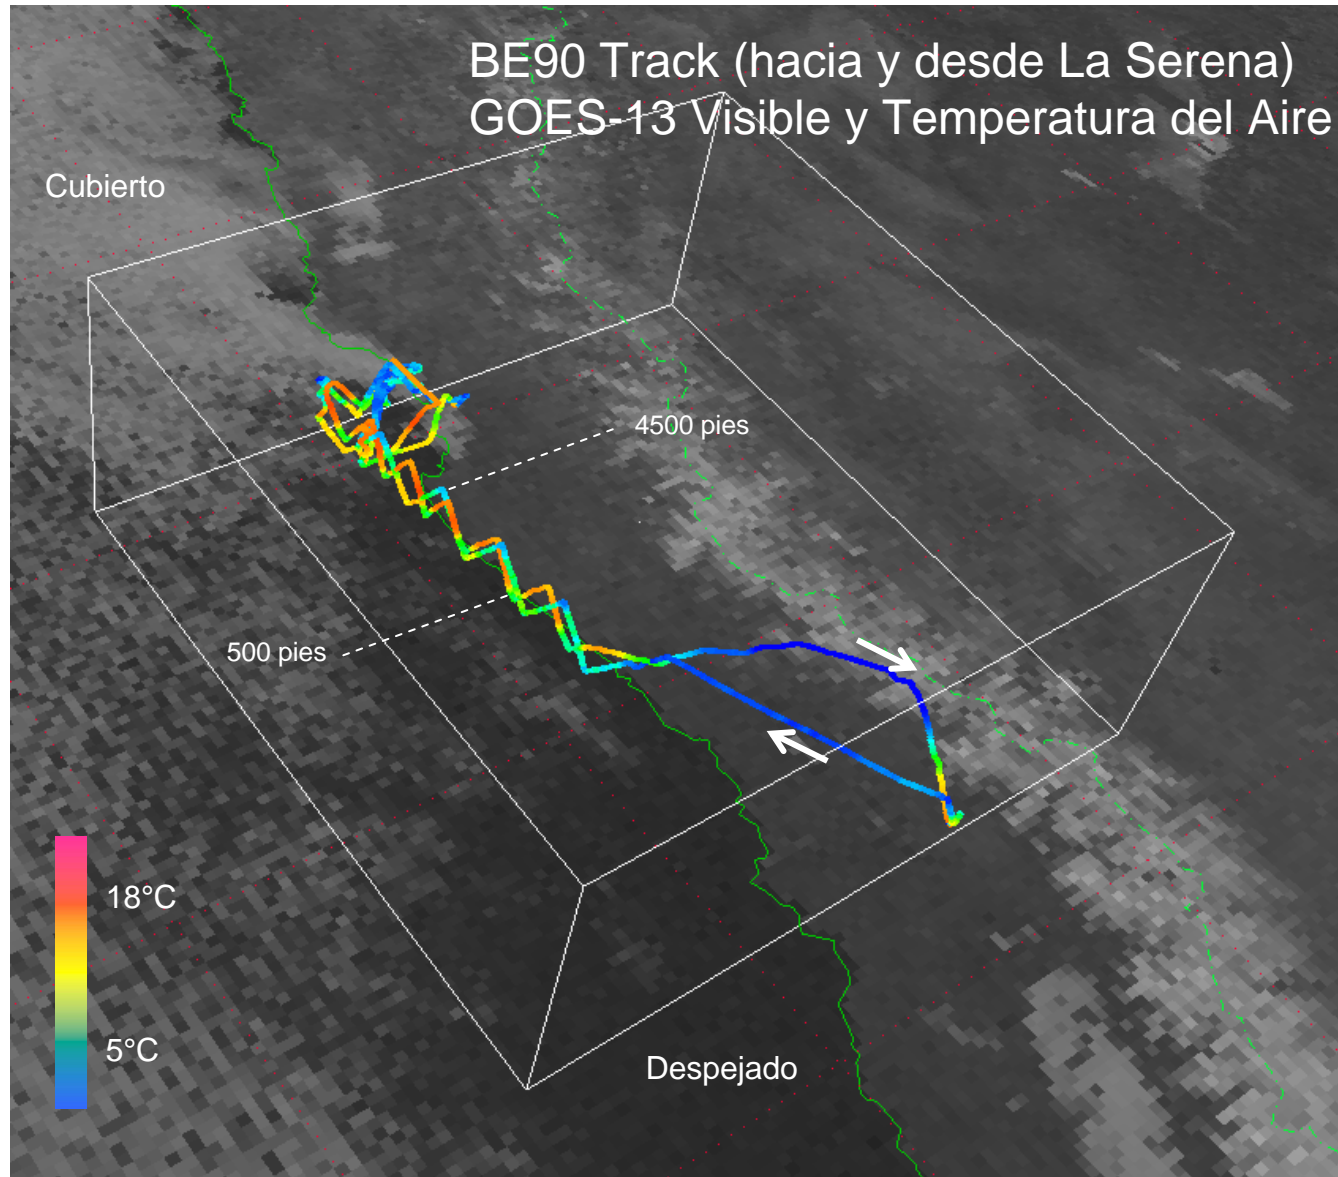 BE90 Track (hacia y desde La Serena)
GOES-13 Visible y Temperatura del Aire
Cubierto
4500 pies
500 pies
18°C
5°C
Despejado